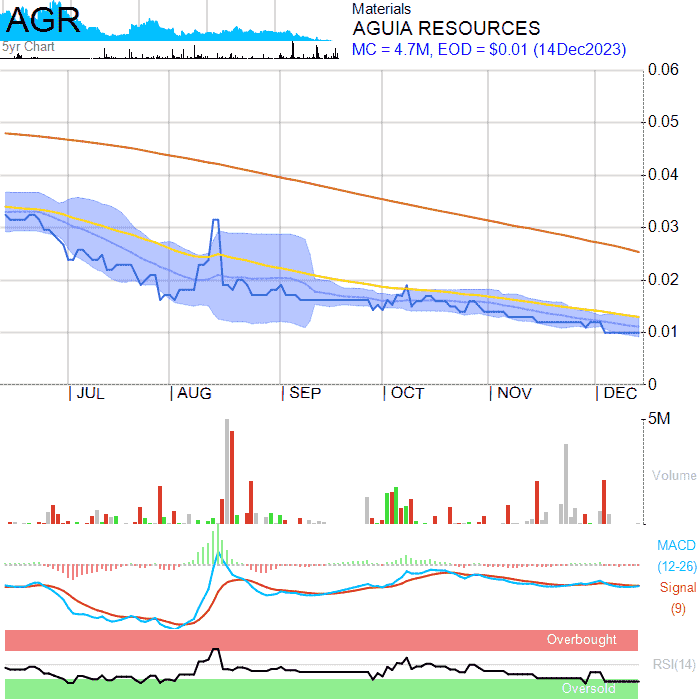 AGR
5yr Chart
Materials
AGUIA RESOURCES
MC = 4.7M, EOD = $0.01 (14Dec2023)
0.06
0.05
0.04
0.03
0.02
0.01
0
JUL AUG SEP OCT NOV DEC
5M
Volume
MACD
(12-26)
Signal
(9)
Overbought
RSI(14)
Oversold